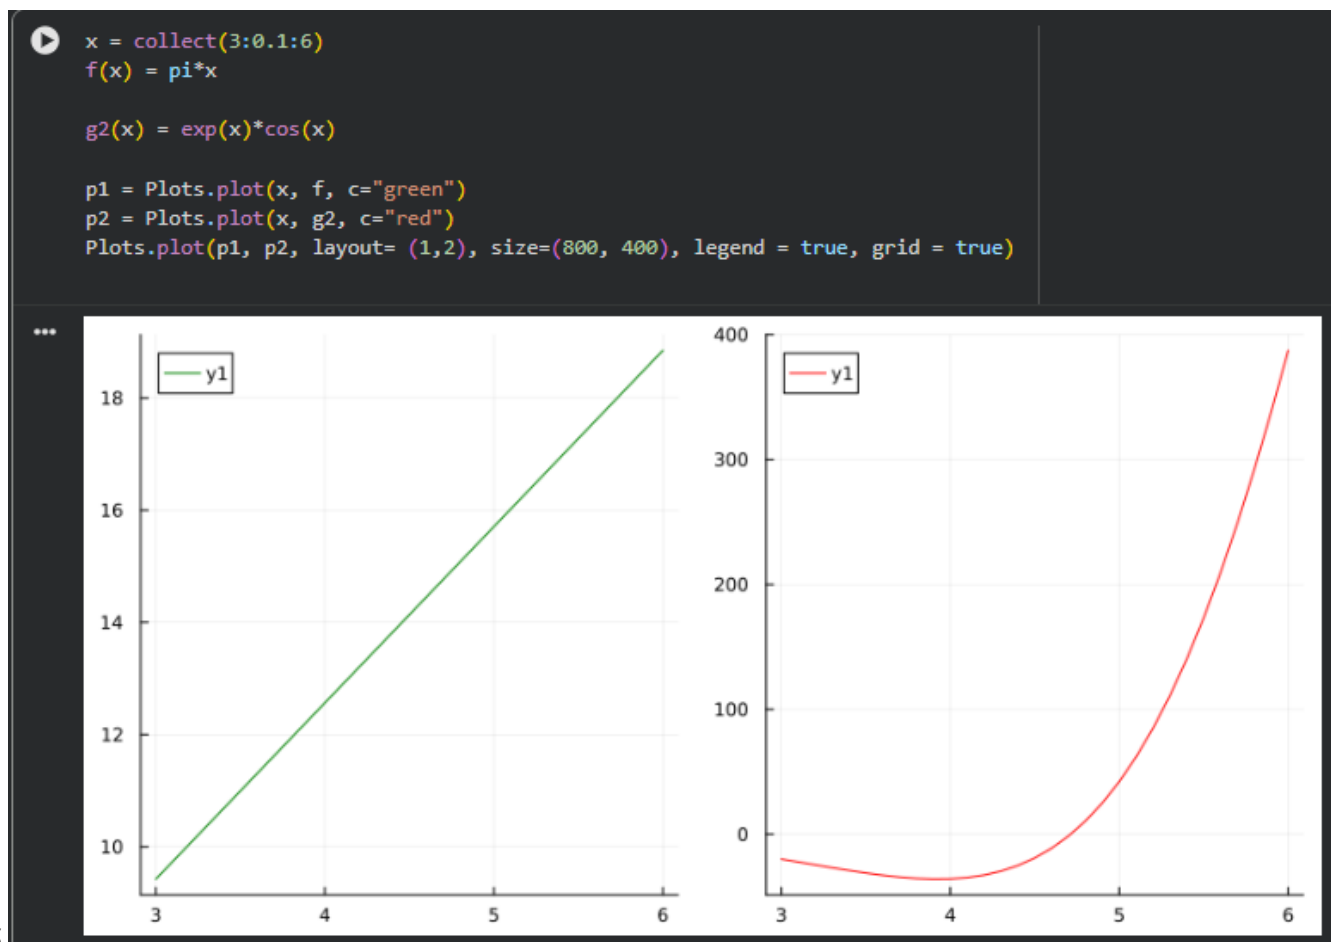 x = collect(3:0.1:6)
f(x) = pi*x
g2(x) = exp(x)*cos(x)
p1 = Plots.plot(x, f, c="green")
p2 = Plots.plot(x, g2, c="red")
Plots.plot(p1, p2, layout= (1,2), size=(800, 400), legend = true, grid = true)
y1
18
16
14
12
10
3 4 5 6
y1
400
300
200
100
0
3 4 5 6